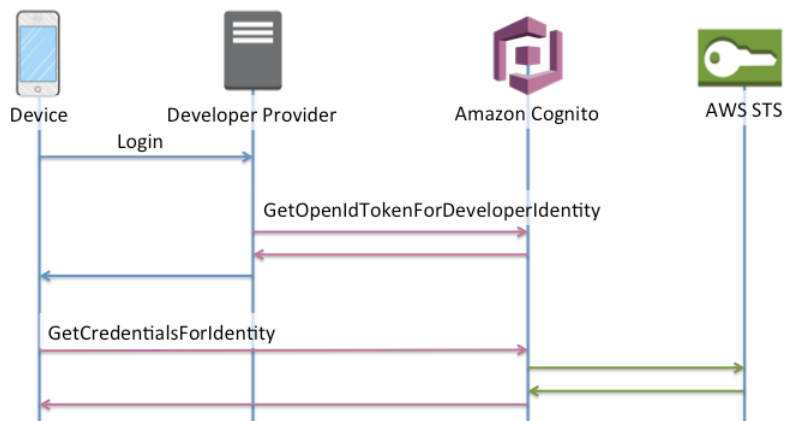 Device
Developer Provider
Amazon Cognito
AWS STS
Login
GetOpenIdTokenForDeveloperIdentity
GetCredentialsForIdentity